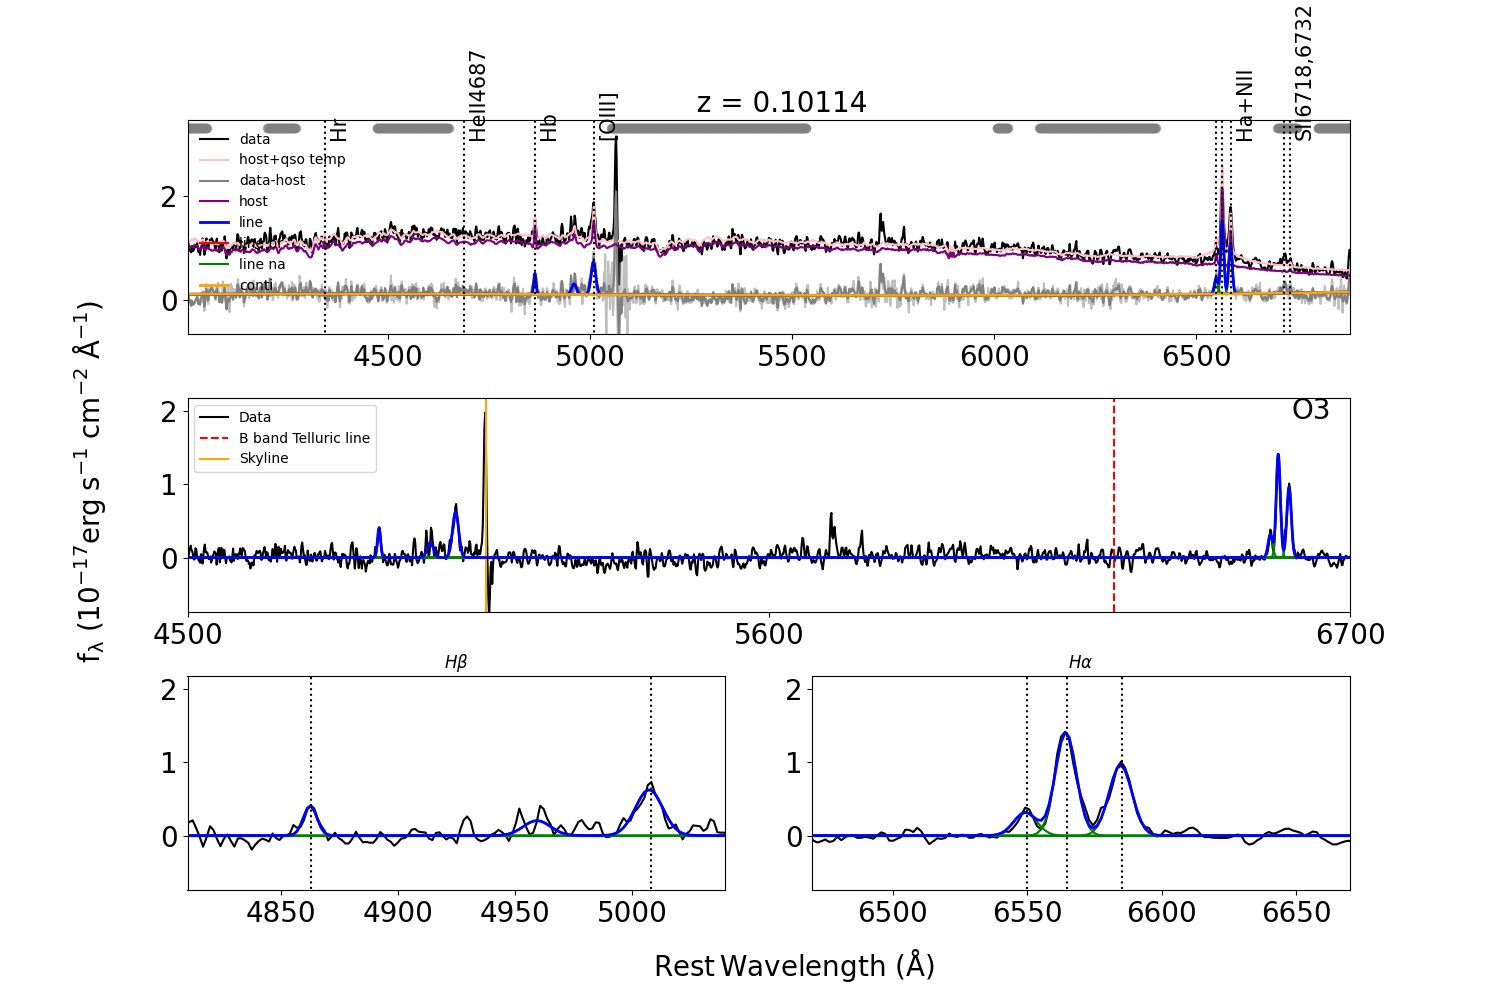 z = 0.10114
Hr
HeII4687
Hb
[OIII]
Ha+NII
SII6718,6732
data
host+qso temp
data-host
host
line
line na
conti
2
0
4500 5000 5500 6000 6500
O3
Data
B band Telluric line
Skyline
2
1
0
4500 5600 6700
fλ (10⁻¹⁷erg s⁻¹ cm⁻² Å⁻¹)
Hβ
2
1
0
4850 4900 4950 5000
Hα
2
1
0
6500 6550 6600 6650
Rest Wavelength (Å)